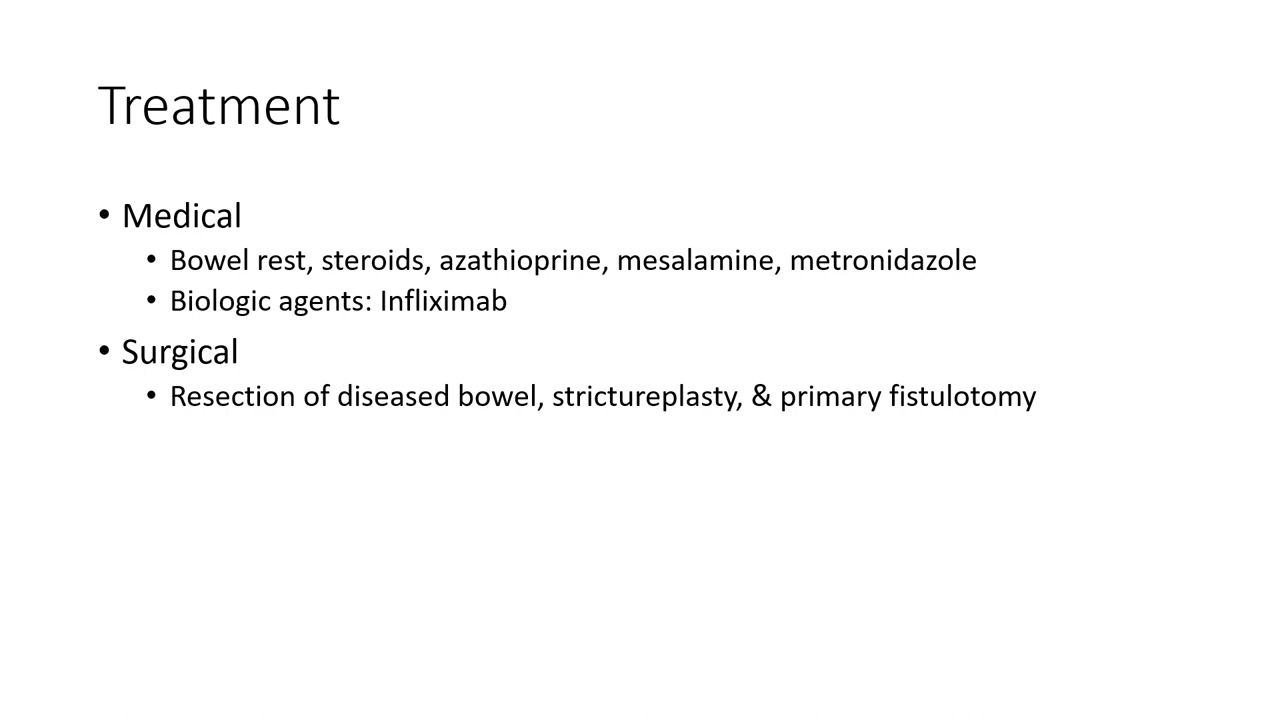 Treatment
• Medical
• Bowel rest, steroids, azathioprine, mesalamine, metronidazole
• Biologic agents: Infliximab
• Surgical
• Resection of diseased bowel, strictureplasty, & primary fistulotomy